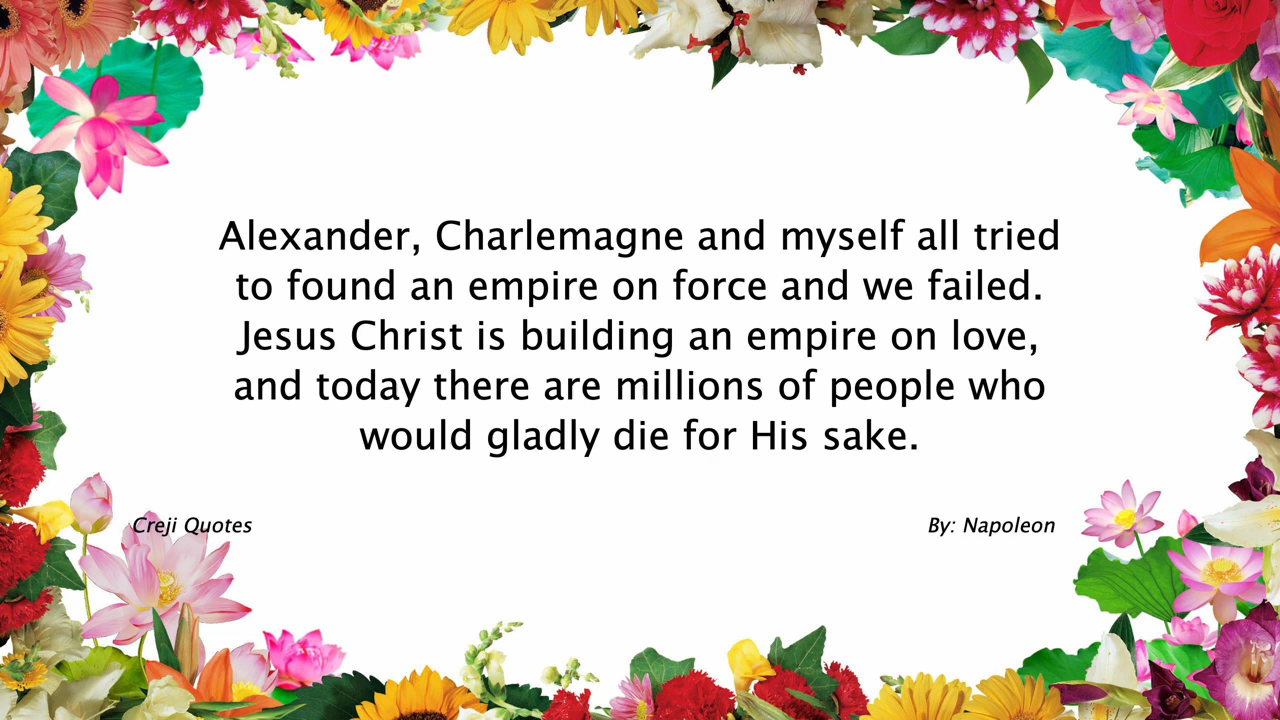 Alexander, Charlemagne and myself all tried
to found an empire on force and we failed.
Jesus Christ is building an empire on love,
and today there are millions of people who
would gladly die for His sake.
Creji Quotes
By: Napoleon